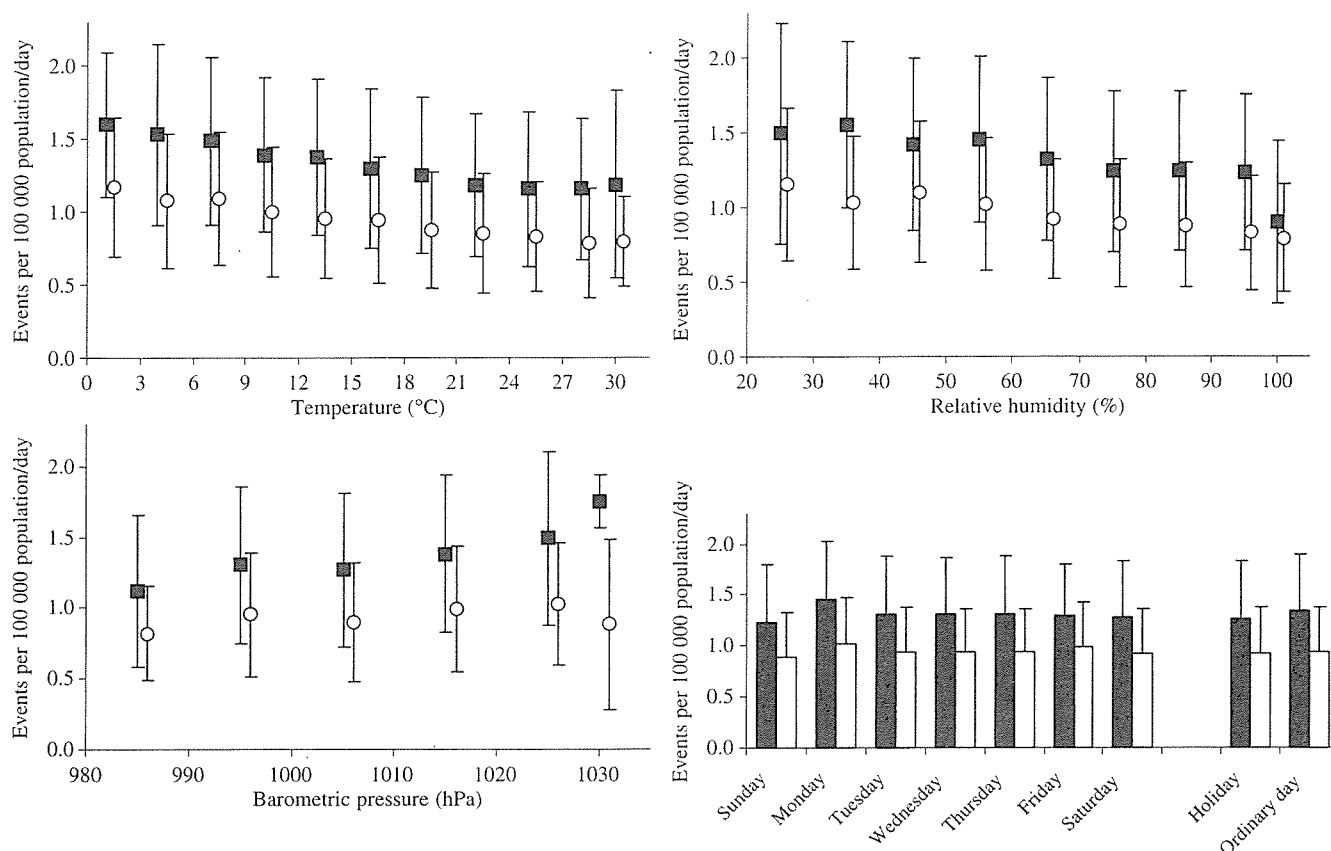 Events per 100 000 population/day
2.0
1.5
1.0
0.5
0.0
0 3 6 9 12 15 18 21 24 27 30
Temperature (°C)
Events per 100 000 population/day
2.0
1.5
1.0
0.5
0.0
20 30 40 50 60 70 80 90 100
Relative humidity (%)
Events per 100 000 population/day
2.0
1.5
1.0
0.5
0.0
980 990 1000 1010 1020 1030
Barometric pressure (hPa)
Events per 100 000 population/day
2.0
1.5
1.0
0.5
0.0
Sunday
Monday
Tuesday
Wednesday
Thursday
Friday
Saturday
Holiday
Ordinary day